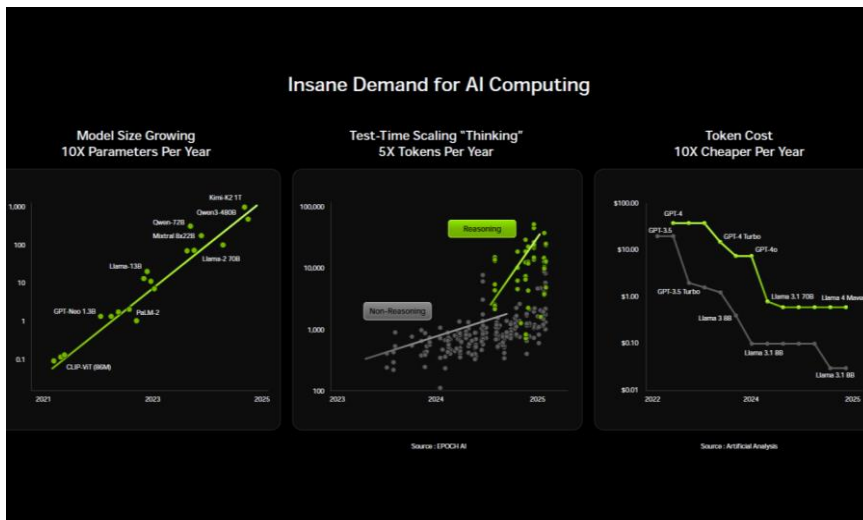 Insane Demand for AI Computing
Model Size Growing
10X Parameters Per Year
1,000
100
10
1
0.1
Kimi-K2 1T
Qwen3-480B
Qwen-72B
Mixtral 8x22B
Llama-2 70B
Llama-13B
GPT-Neo 1.3B
PaLM-2
CLIP-ViT (86M)
2021
2023
2025
Test-Time Scaling "Thinking"
5X Tokens Per Year
100,000
10,000
1,000
100
Reasoning
Non-Reasoning
2023
2024
2025
Source : EPOCH AI
Token Cost
10X Cheaper Per Year
$100.00
$10.00
$1.00
$0.10
$0.01
GPT-4
GPT-3.5
GPT-4 Turbo
GPT-4o
GPT-3.5 Turbo
Llama 3.1 70B
Llama 4 Mave
Llama 3 8B
Llama 3.1 8B
Llama 3.1 8B
2022
2024
2025
Source : Artificial Analysis